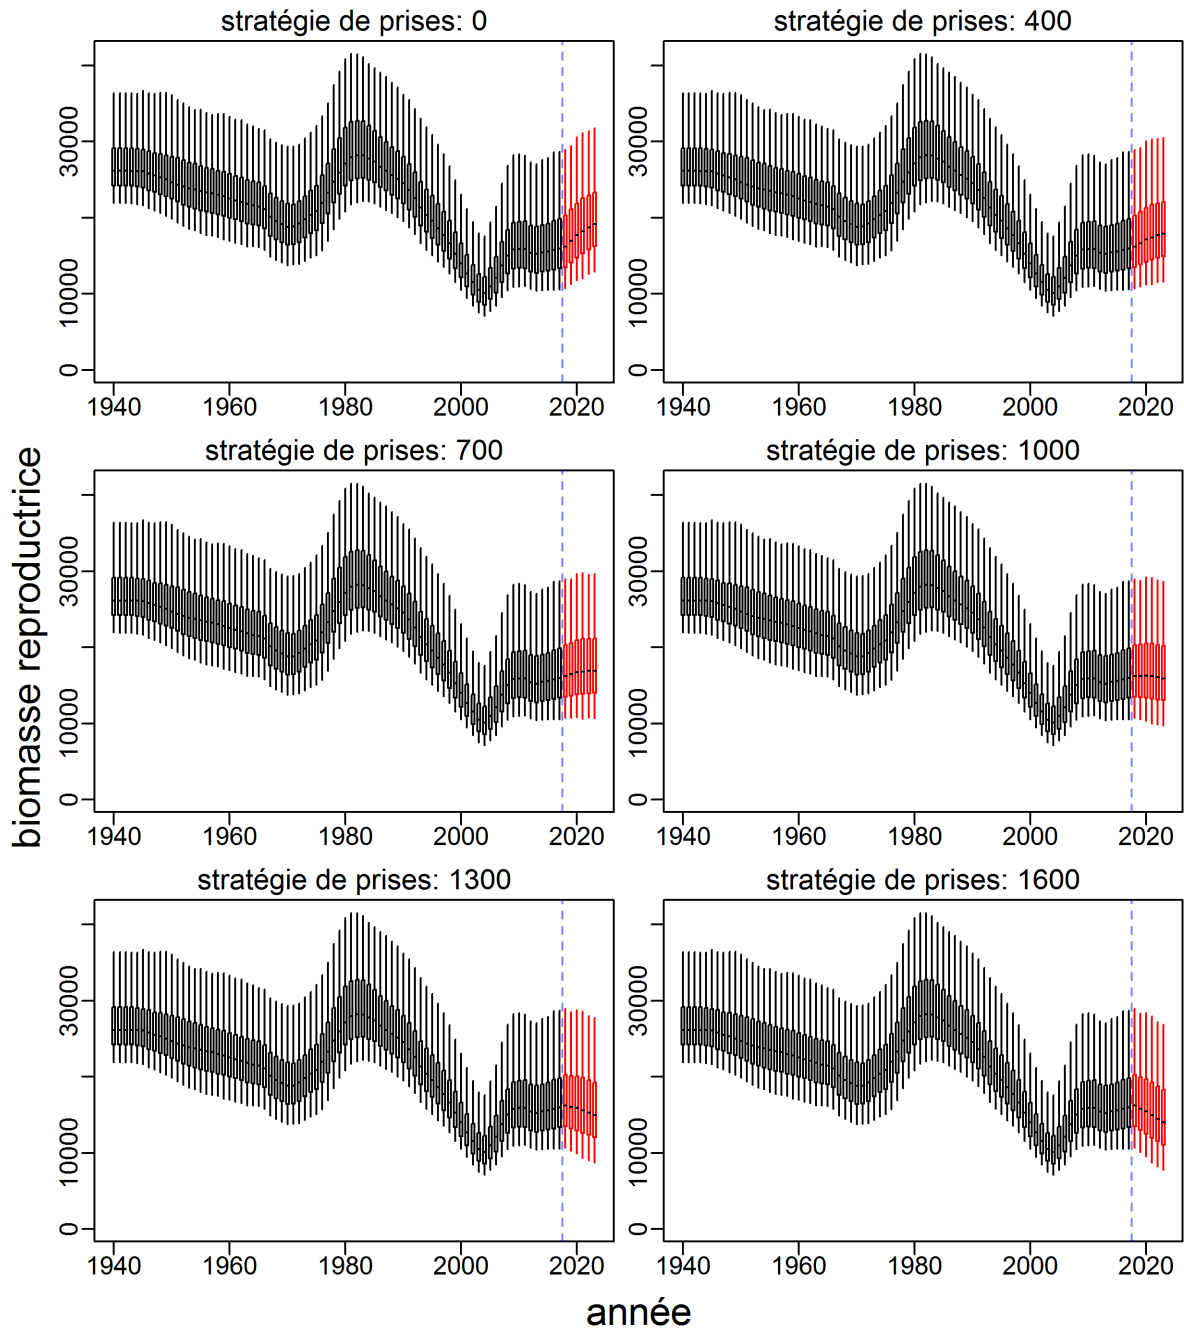 stratégie de prises: 0
30000
10000
0
1940 1960 1980 2000 2020
stratégie de prises: 400
30000
10000
0
1940 1960 1980 2000 2020
stratégie de prises: 700
30000
10000
0
1940 1960 1980 2000 2020
stratégie de prises: 1000
30000
10000
0
1940 1960 1980 2000 2020
stratégie de prises: 1300
30000
10000
0
1940 1960 1980 2000 2020
stratégie de prises: 1600
30000
10000
0
1940 1960 1980 2000 2020
biomasse reproductrice
année